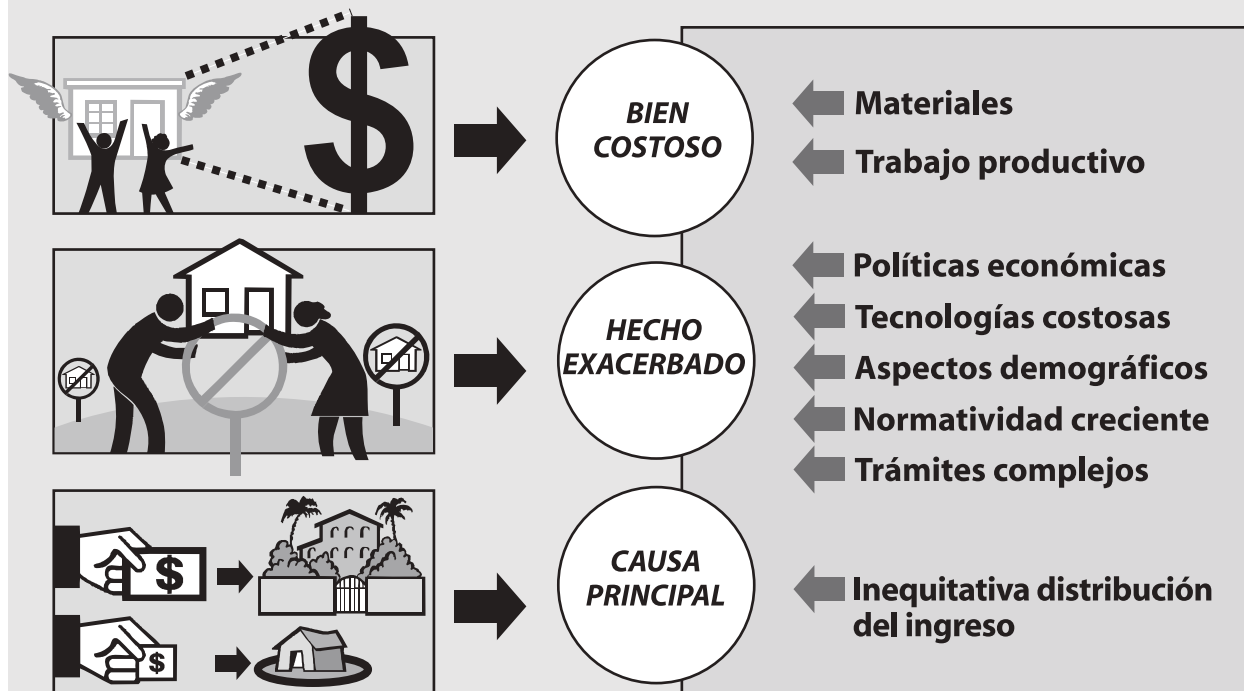 $
BIEN
COSTOSO
Materiales
Trabajo productivo
HECHO
EXACERBADO
Políticas económicas
Tecnologías costosas
Aspectos demográficos
Normatividad creciente
Trámites complejos
$
$
CAUSA
PRINCIPAL
Inequitativa distribución
del ingreso